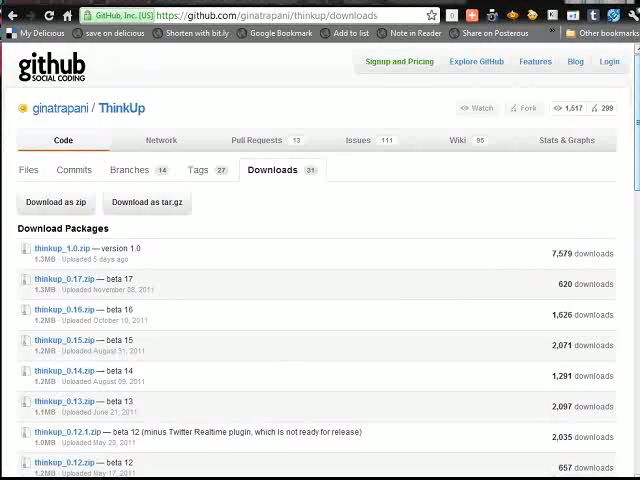 GitHub, Inc. [US] https://github.com/ginatrapani/thinkup/downloads
My Delicious save on delicious Shorten with bit.ly Google Bookmark Add to list Note in Reader Share on Posterous » Other bookmarks
github
SOCIAL CODING
Signup and Pricing Explore GitHub Features Blog Login
ginatrapani / ThinkUp
Watch Fork 1,517 299
Code Network Pull Requests 13 Issues 111 Wiki 95 Stats & Graphs
Files Commits Branches 14 Tags 27 Downloads 21
Download as zip Download as tar.gz
Download Packages
thinkup_1.0.zip — version 1.0
7,579 downloads
1.3MB · Uploaded 5 days ago
thinkup_0.17.zip — beta 17
620 downloads
1.3MB · Uploaded November 08, 2011
thinkup_0.16.zip — beta 16
1,626 downloads
1.2MB · Uploaded October 10, 2011
thinkup_0.15.zip — beta 15
2,071 downloads
1.2MB · Uploaded August 31, 2011
thinkup_0.14.zip — beta 14
1,291 downloads
1.2MB · Uploaded August 09, 2011
thinkup_0.13.zip — beta 13
2,097 downloads
1.1MB · Uploaded June 21, 2011
thinkup_0.12.1.zip — beta 12 (minus Twitter Realtime plugin, which is not ready for release)
2,035 downloads
1.0MB · Uploaded May 20, 2011
thinkup_0.12.zip — beta 12
657 downloads
1.2MB · Uploaded May 17, 2011